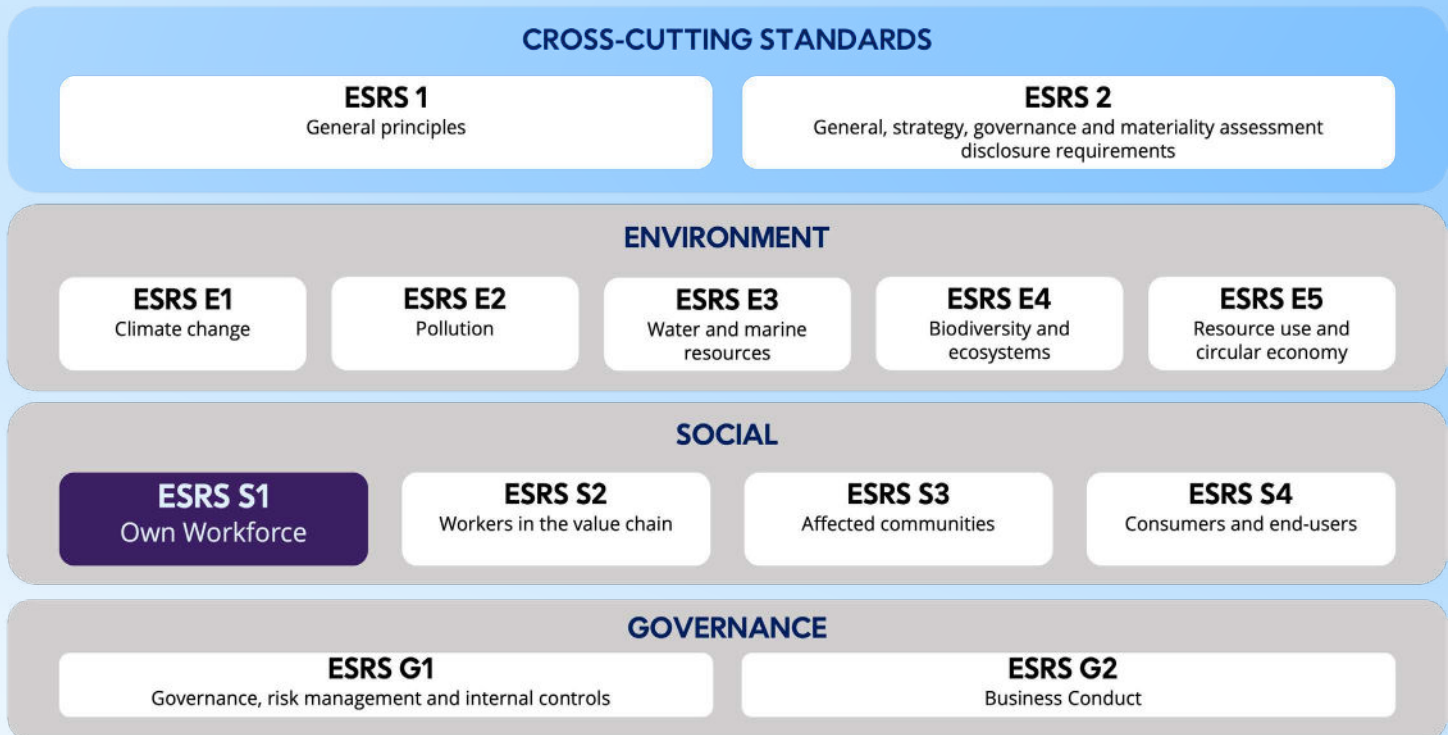 CROSS-CUTTING STANDARDS
ESRS 1
General principles
ESRS 2
General, strategy, governance and materiality assessment
disclosure requirements
ENVIRONMENT
ESRS E1
Climate change
ESRS E2
Pollution
ESRS E3
Water and marine
resources
ESRS E4
Biodiversity and
ecosystems
ESRS E5
Resource use and
circular economy
SOCIAL
ESRS S1
Own Workforce
ESRS S2
Workers in the value chain
ESRS S3
Affected communities
ESRS S4
Consumers and end-users
GOVERNANCE
ESRS G1
Governance, risk management and internal controls
ESRS G2
Business Conduct